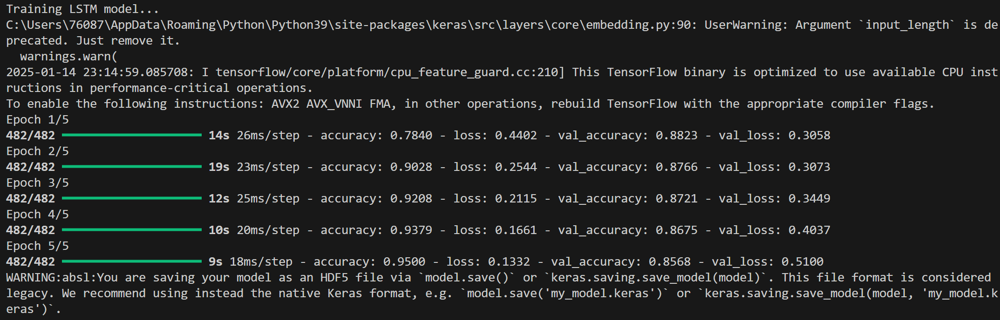 Training LSTM model...
C:\Users\76087\AppData\Roaming\Python\Python39\site-packages\keras\src\layers\core\embedding.py:90: UserWarning: Argument `input_length` is de
precated. Just remove it.
  warnings.warn(
2025-01-14 23:14:59.085708: I tensorflow/core/platform/cpu_feature_guard.cc:210] This TensorFlow binary is optimized to use available CPU inst
ructions in performance-critical operations.
To enable the following instructions: AVX2 AVX_VNNI FMA, in other operations, rebuild TensorFlow with the appropriate compiler flags.
Epoch 1/5
482/482 14s 26ms/step - accuracy: 0.7840 - loss: 0.4402 - val_accuracy: 0.8823 - val_loss: 0.3058
Epoch 2/5
482/482 19s 23ms/step - accuracy: 0.9028 - loss: 0.2544 - val_accuracy: 0.8766 - val_loss: 0.3073
Epoch 3/5
482/482 12s 25ms/step - accuracy: 0.9208 - loss: 0.2115 - val_accuracy: 0.8721 - val_loss: 0.3449
Epoch 4/5
482/482 10s 20ms/step - accuracy: 0.9379 - loss: 0.1661 - val_accuracy: 0.8675 - val_loss: 0.4037
Epoch 5/5
482/482 9s 18ms/step - accuracy: 0.9500 - loss: 0.1332 - val_accuracy: 0.8568 - val_loss: 0.5100
WARNING:absl:You are saving your model as an HDF5 file via `model.save()` or `keras.saving.save_model(model)`. This file format is considered
legacy. We recommend using instead the native Keras format, e.g. `model.save('my_model.keras')` or `keras.saving.save_model(model, 'my_model.k
eras')`.